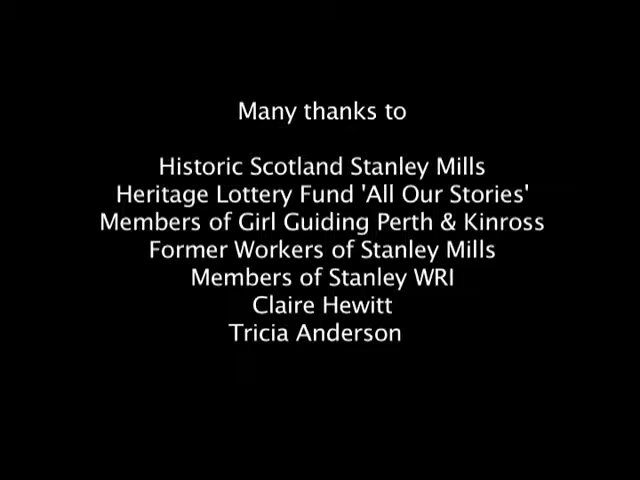 Many thanks to
Historic Scotland Stanley Mills
Heritage Lottery Fund 'All Our Stories'
Members of Girl Guiding Perth & Kinross
Former Workers of Stanley Mills
Members of Stanley WRI
Claire Hewitt
Tricia Anderson